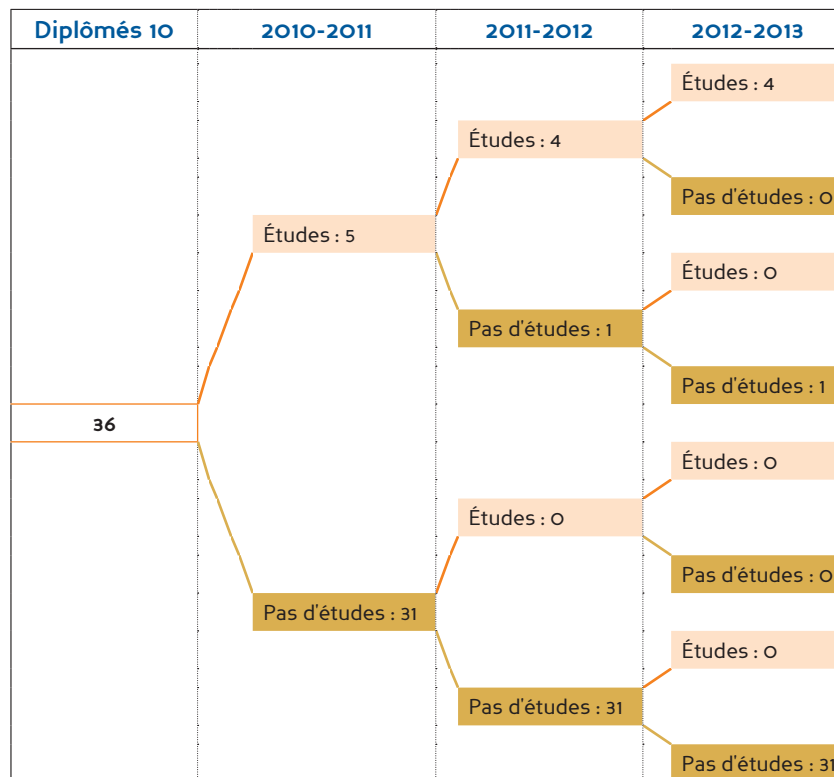 Diplômés 10 2010-2011 2011-2012 2012-2013
Études : 4
Études : 4
Pas d'études : 0
Études : 5
Études : 0
Pas d'études : 1
Pas d'études : 1
36
Études : 0
Études : 0
Pas d'études : 0
Pas d'études : 31
Études : 0
Pas d'études : 31
Pas d'études : 31